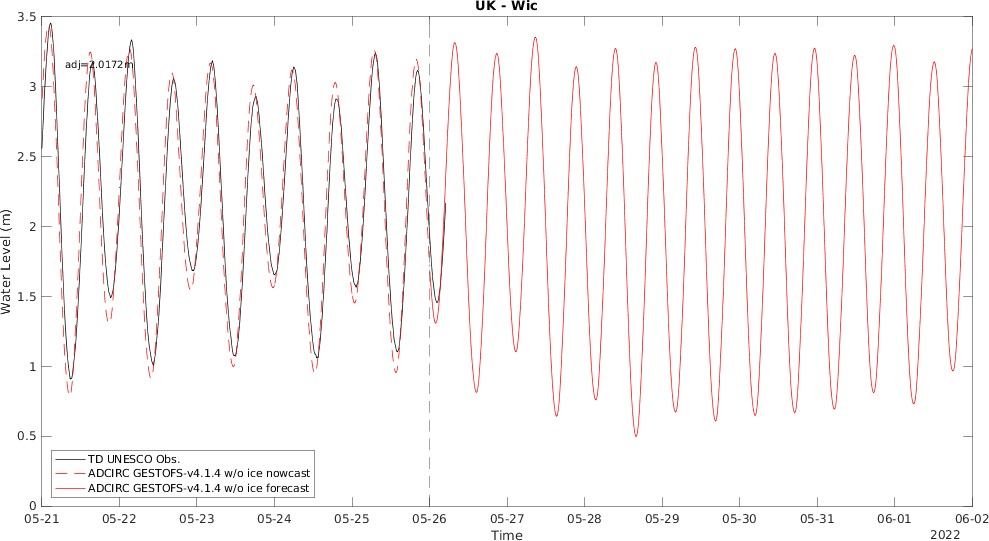 UK - Wic
adj=2.0172m
Water Level (m)
3.5
3
2.5
2
1.5
1
0.5
0
TD UNESCO Obs.
ADCIRC GESTOFS-v4.1.4 w/o ice nowcast
ADCIRC GESTOFS-v4.1.4 w/o ice forecast
05-21 05-22 05-23 05-24 05-25 05-26 05-27 05-28 05-29 05-30 05-31 06-01 06-02
Time
2022